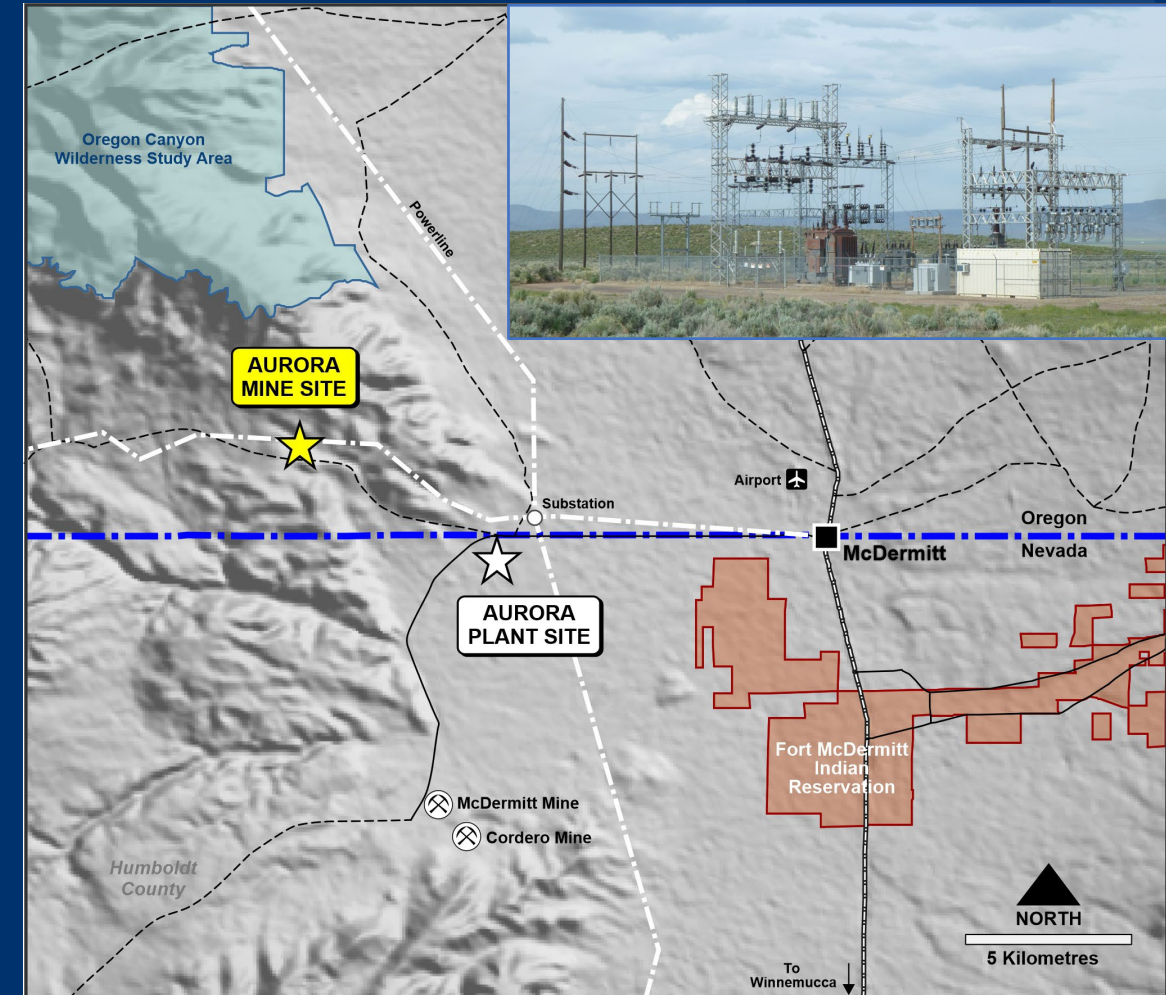 Oregon Canyon
Wilderness Study Area
Powerline
AURORA
MINE SITE
Airport
Substation
Oregon
Nevada
McDermitt
AURORA
PLANT SITE
Fort McDermitt
Indian
Reservation
McDermitt Mine
Cordero Mine
Humboldt
County
NORTH
5 Kilometres
To
Winnemucca